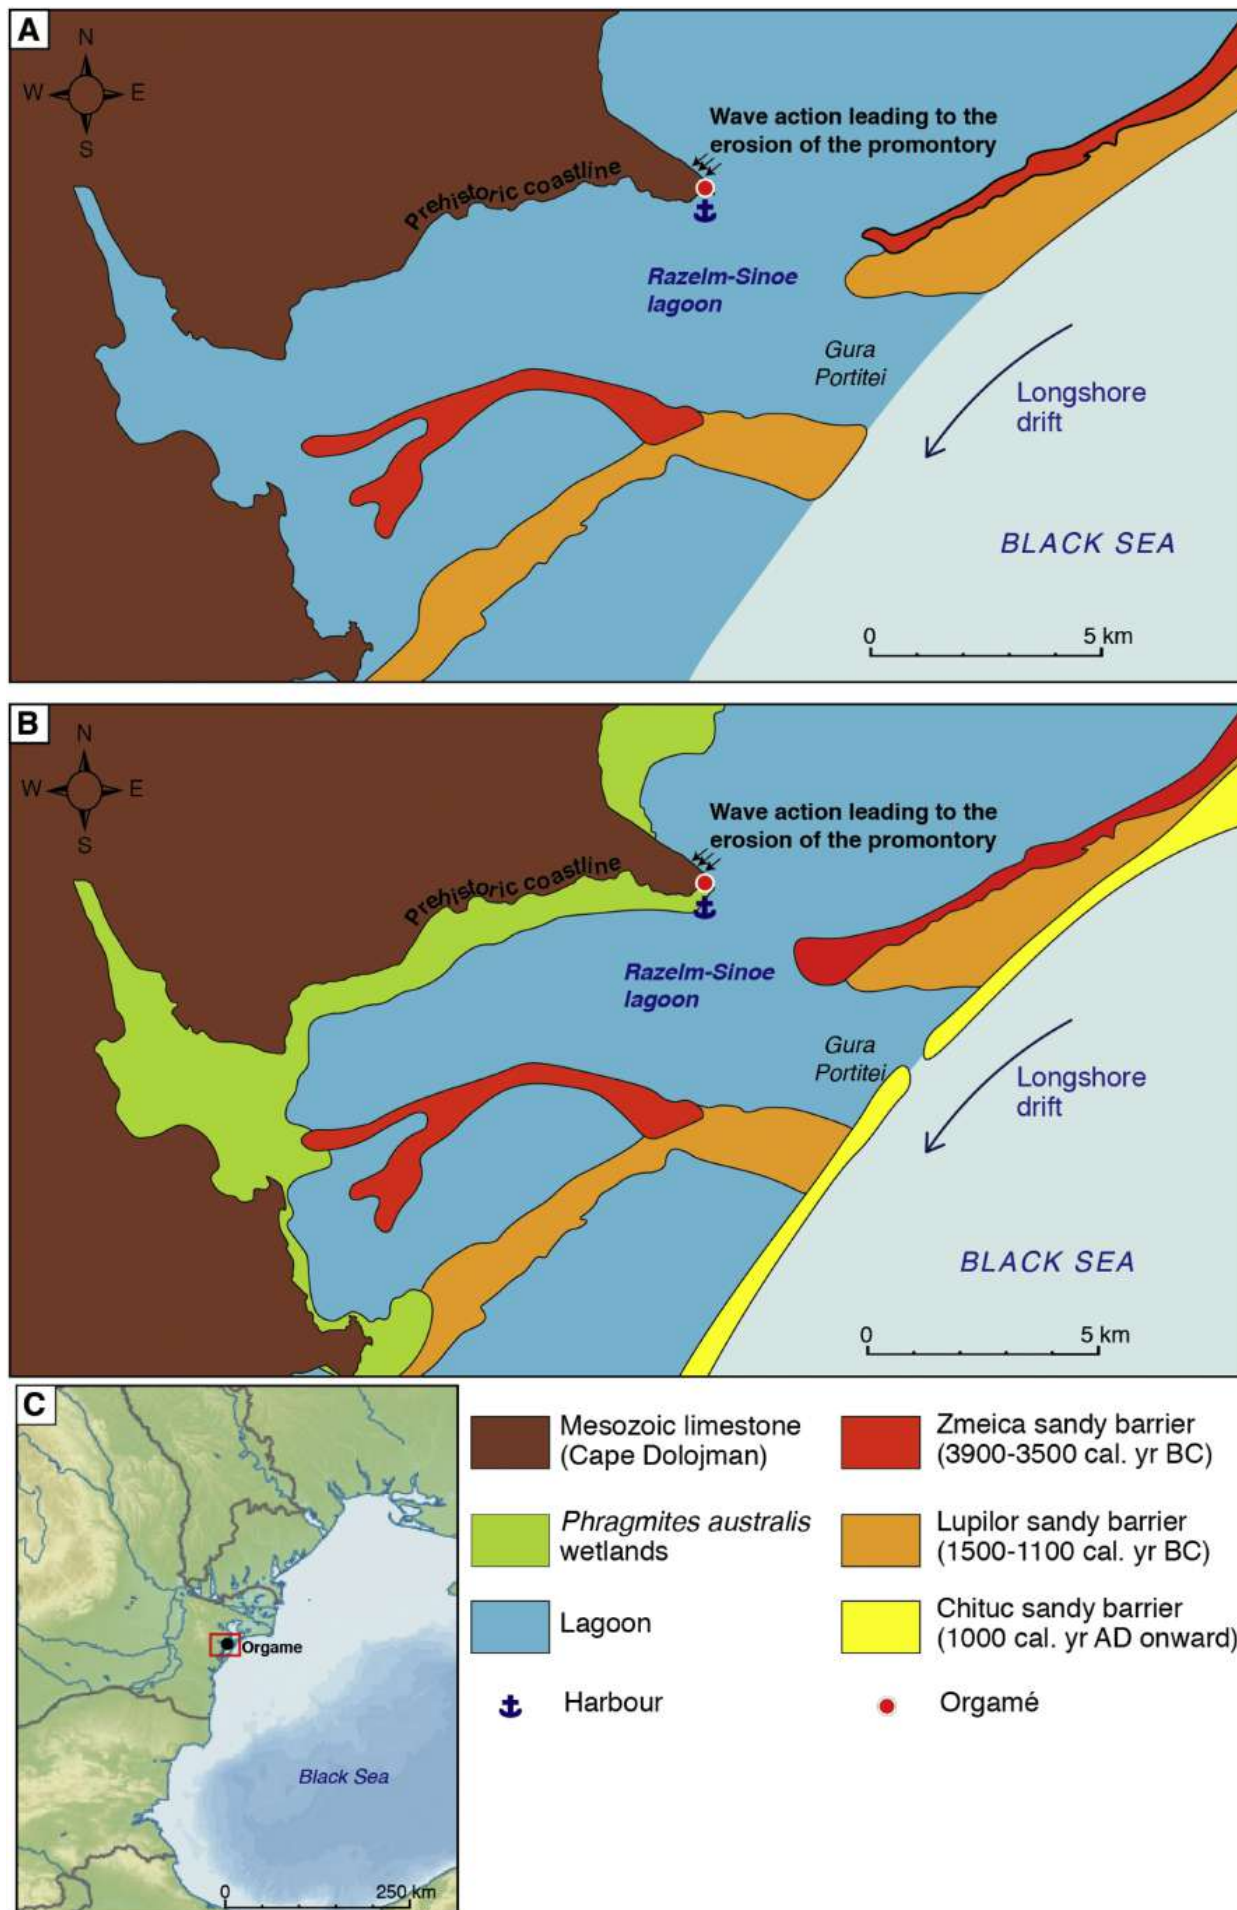 A
N
W
E
S
Wave action leading to the
erosion of the promontory
Prehistoric coastline
Razelm-Sinoe
lagoon
Gura
Portitei
Longshore
drift
BLACK SEA
0 5 km
B
N
W
E
S
Wave action leading to the
erosion of the promontory
Prehistoric coastline
Razelm-Sinoe
lagoon
Gura
Portitei
Longshore
drift
BLACK SEA
0 5 km
C
Orgame
Black Sea
0 250 km
Mesozoic limestone
(Cape Dolojman)
Phragmites australis
wetlands
Lagoon
Harbour
Zmeica sandy barrier
(3900-3500 cal. yr BC)
Lupilor sandy barrier
(1500-1100 cal. yr BC)
Chituc sandy barrier
(1000 cal. yr AD onward)
Orgamé